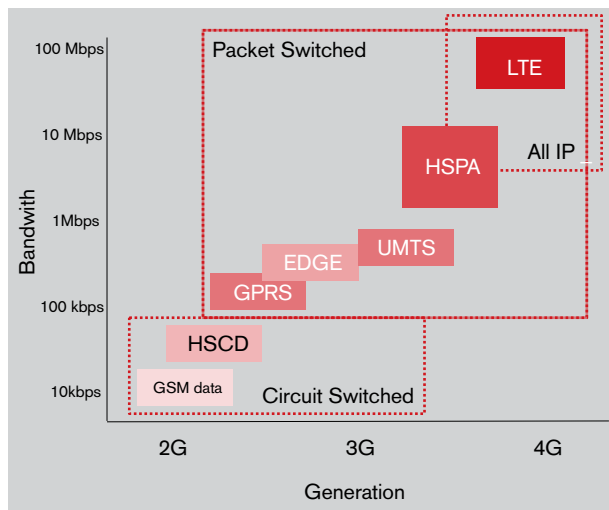 100 Mbps
Packet Switched
LTE
10 Mbps
All IP
HSPA
Bandwith
1Mbps
UMTS
EDGE
GPRS
100 kbps
HSCD
GSM data
10kbps
Circuit Switched
2G
3G
4G
Generation